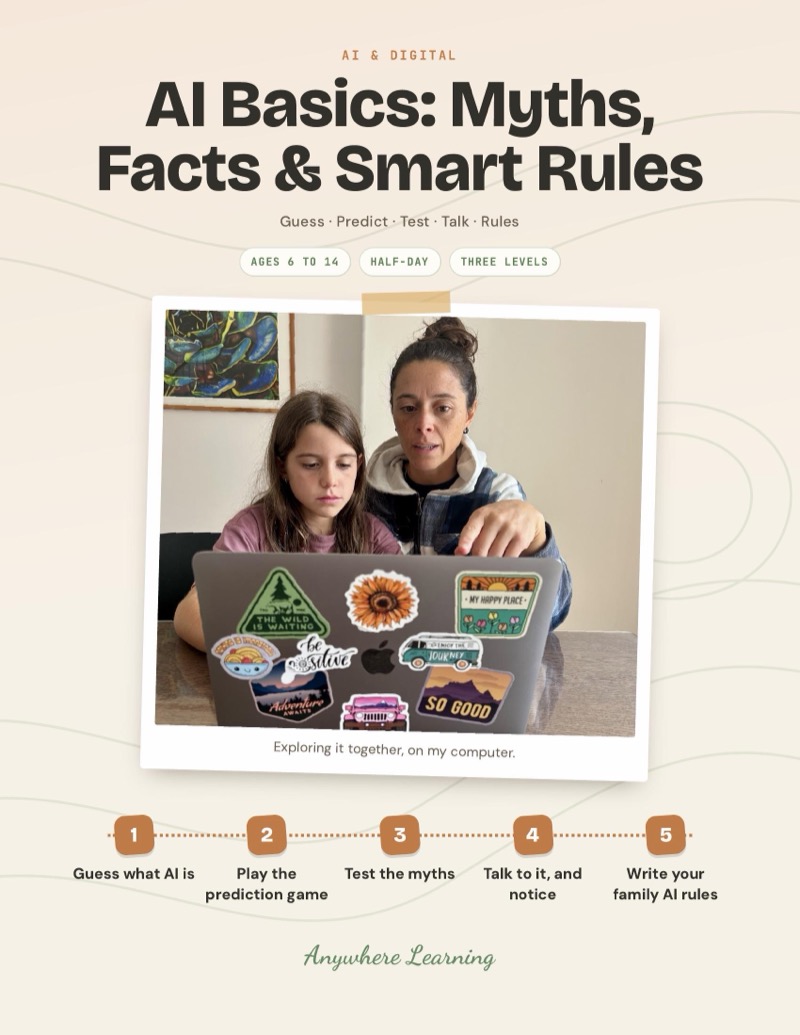 AI & DIGITAL
AI Basics: Myths,
Facts & Smart Rules
Guess · Predict · Test · Talk · Rules
AGES 6 TO 14
HALF-DAY
THREE LEVELS
THE WILD
IS WAITING
MY HAPPY PLACE
be
positive
ENJOY THE
JOURNEY
Adventure
AWAITS
SO GOOD
Exploring it together, on my computer.
1
2
3
4
5
Guess what AI is
Play the
prediction game
Test the myths
Talk to it, and
notice
Write your
family AI rules
Anywhere Learning